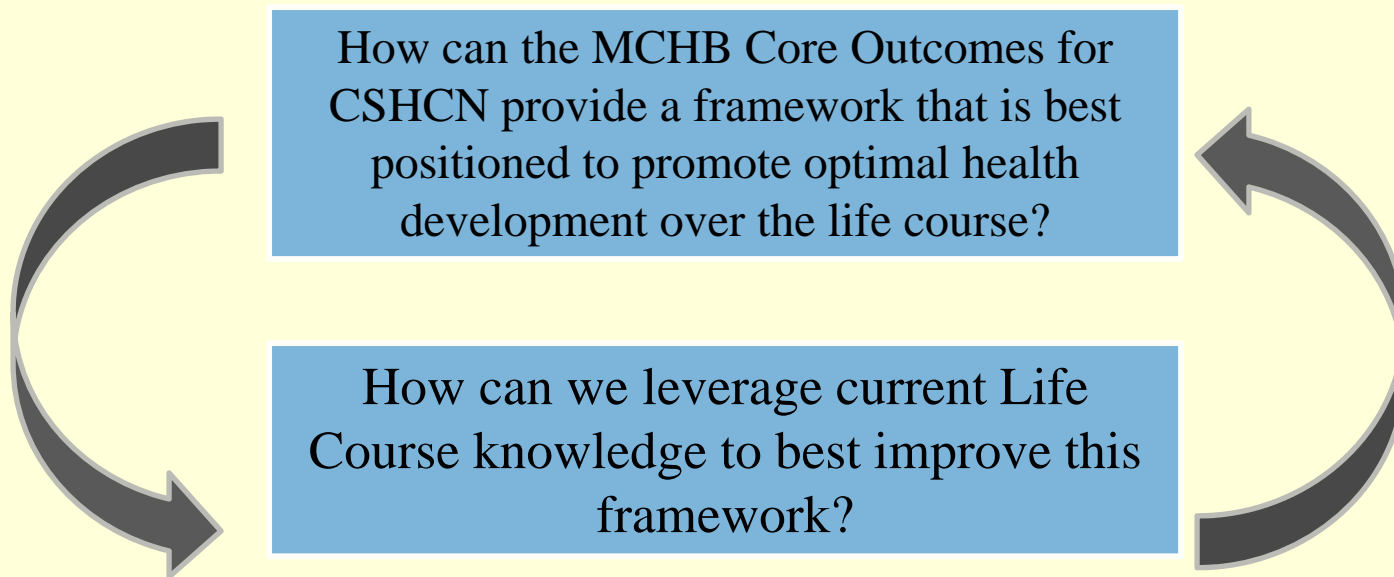 How can the MCHB Core Outcomes for
CSHCN provide a framework that is best
positioned to promote optimal health
development over the life course?
How can we leverage current Life
Course knowledge to best improve this
framework?